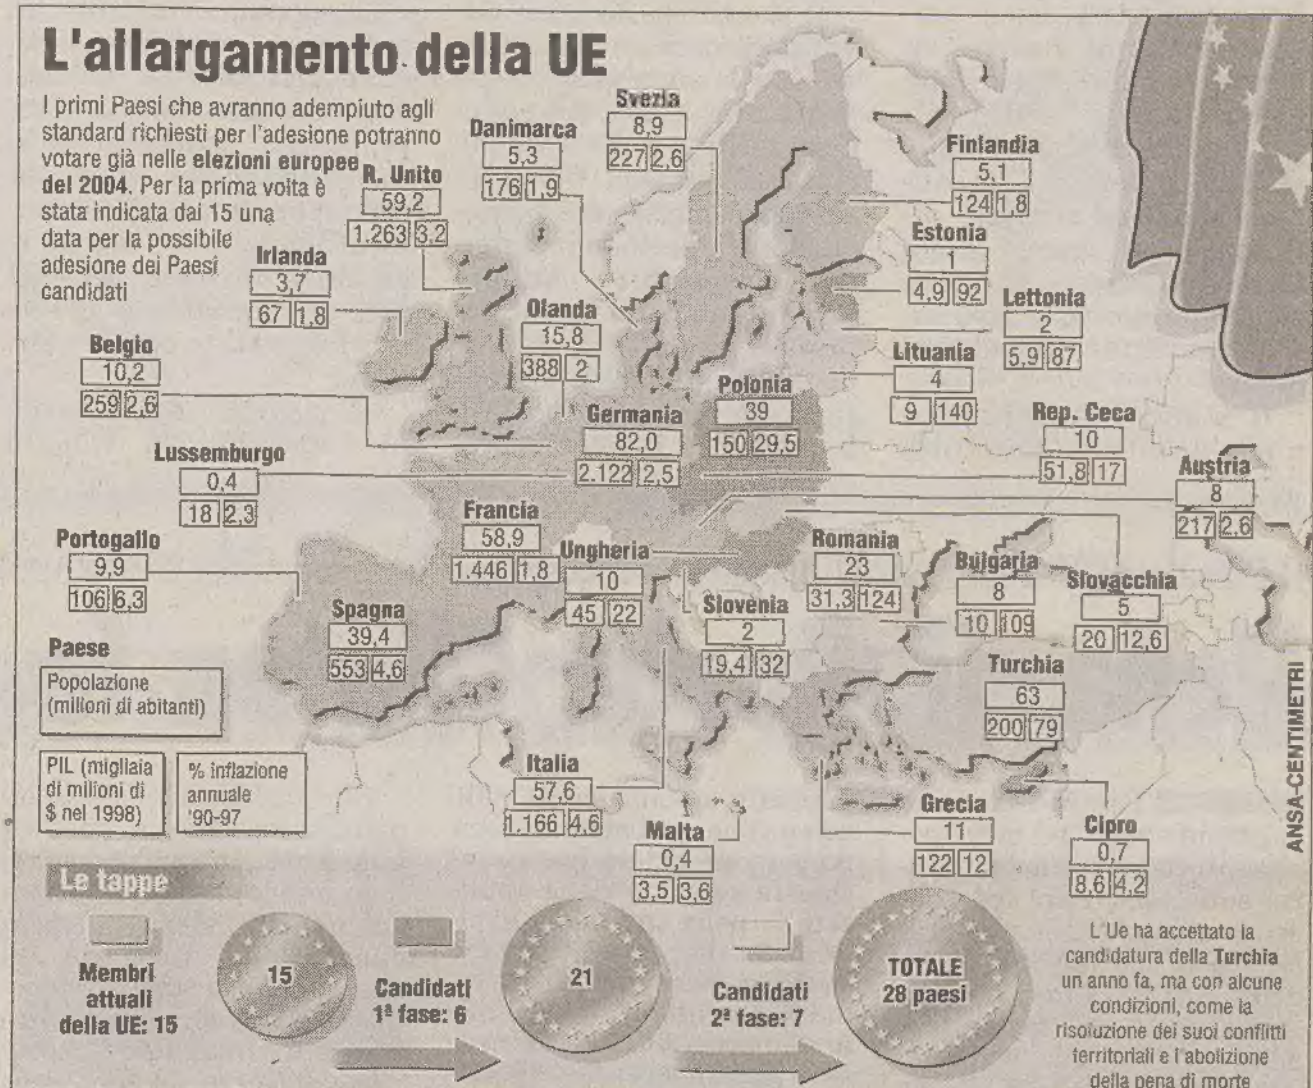 L'allargamento della UE
I primi Paesi che avranno adempiuto agli
standard richiesti per l'adesione potranno
votare già nelle elezioni europee
del 2004. Per la prima volta è
stata indicata dai 15 una
data per la possibile
adesione dei Paesi
candidati
Svezia
8,9
227 2,6
Danimarca
5,3
176 1,9
Finlandia
5,1
124 1,8
R. Unito
59,2
1.263 3,2
Irlanda
3,7
67 1,8
Estonia
1
4,9 92
Lettonia
2
5,9 87
Olanda
15,8
388 2
Belgio
10,2
259 2,6
Lituania
4
9 140
Polonia
39
150 29,5
Germania
82,0
2.122 2,5
Rep. Ceca
10
51,8 17
Lussemburgo
0,4
18 2,3
Austria
8
217 2,6
Francia
58,9
1.446 1,8
Portogallo
9,9
106 6,3
Ungheria
10
45 22
Romania
23
31,3 124
Bulgaria
8
10 109
Slovacchia
5
20 12,6
Spagna
39,4
553 4,6
Slovenia
2
19,4 32
Turchia
63
200 79
Paese
Popolazione
(milioni di abitanti)
PIL (migliaia
di milioni di
$ nel 1998)
% inflazione
annuale
'90-97
Italia
57,6
1.166 4,6
Malta
0,4
3,5 3,6
Grecia
11
122 12
Cipro
0,7
8,6 4,2
ANSA-CENTIMETRI
Le tappe
Membri
attuali
della UE: 15
15
Candidati
1ª fase: 6
21
Candidati
2ª fase: 7
TOTALE
28 paesi
L'Ue ha accettato la
candidatura della Turchia
un anno fa, ma con alcune
condizioni, come la
risoluzione dei suoi conflitti
territoriali e l'abolizione
della pena di morte